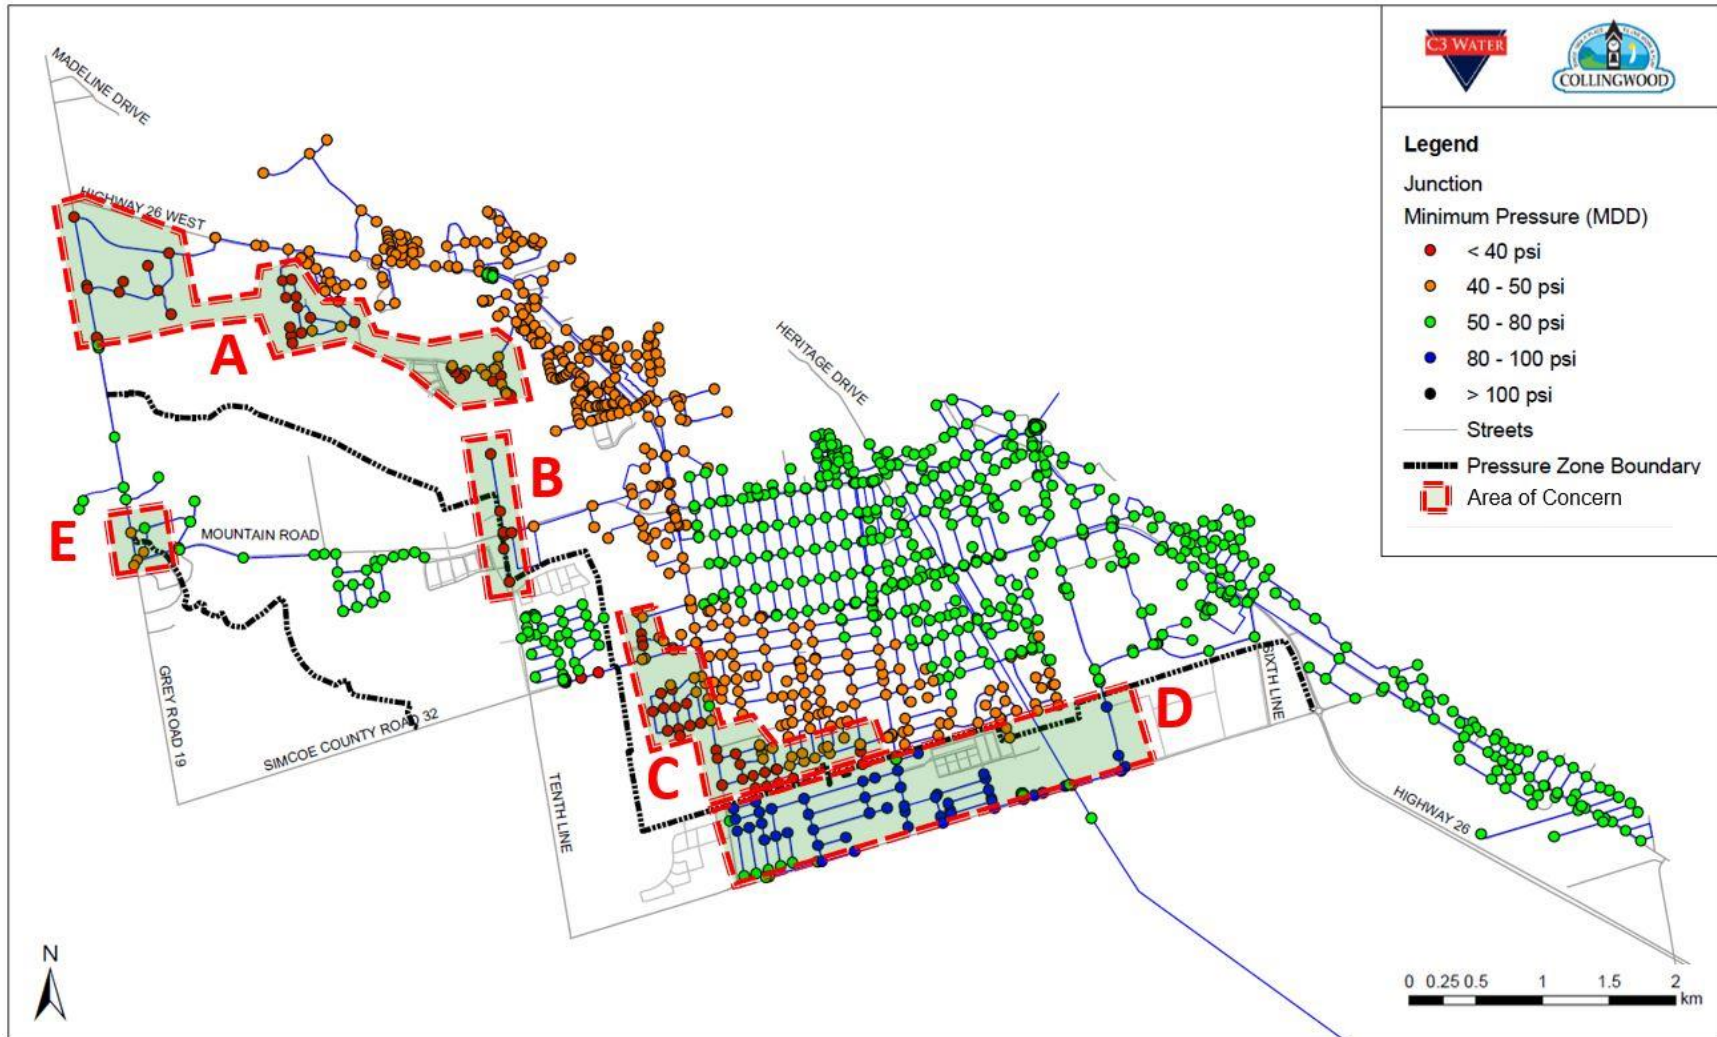 C3 WATER
COLLINGWOOD
Legend
Junction
Minimum Pressure (MDD)
< 40 psi
40 - 50 psi
50 - 80 psi
80 - 100 psi
> 100 psi
Streets
Pressure Zone Boundary
Area of Concern
MADELINE DRIVE
HIGHWAY 26 WEST
A
HERITAGE DRIVE
B
E
MOUNTAIN ROAD
GREY ROAD 19
SIMCOE COUNTY ROAD 32
TENTH LINE
C
D
SIXTH LINE
HIGHWAY 26
N
0 0.25 0.5 1 1.5 2
km